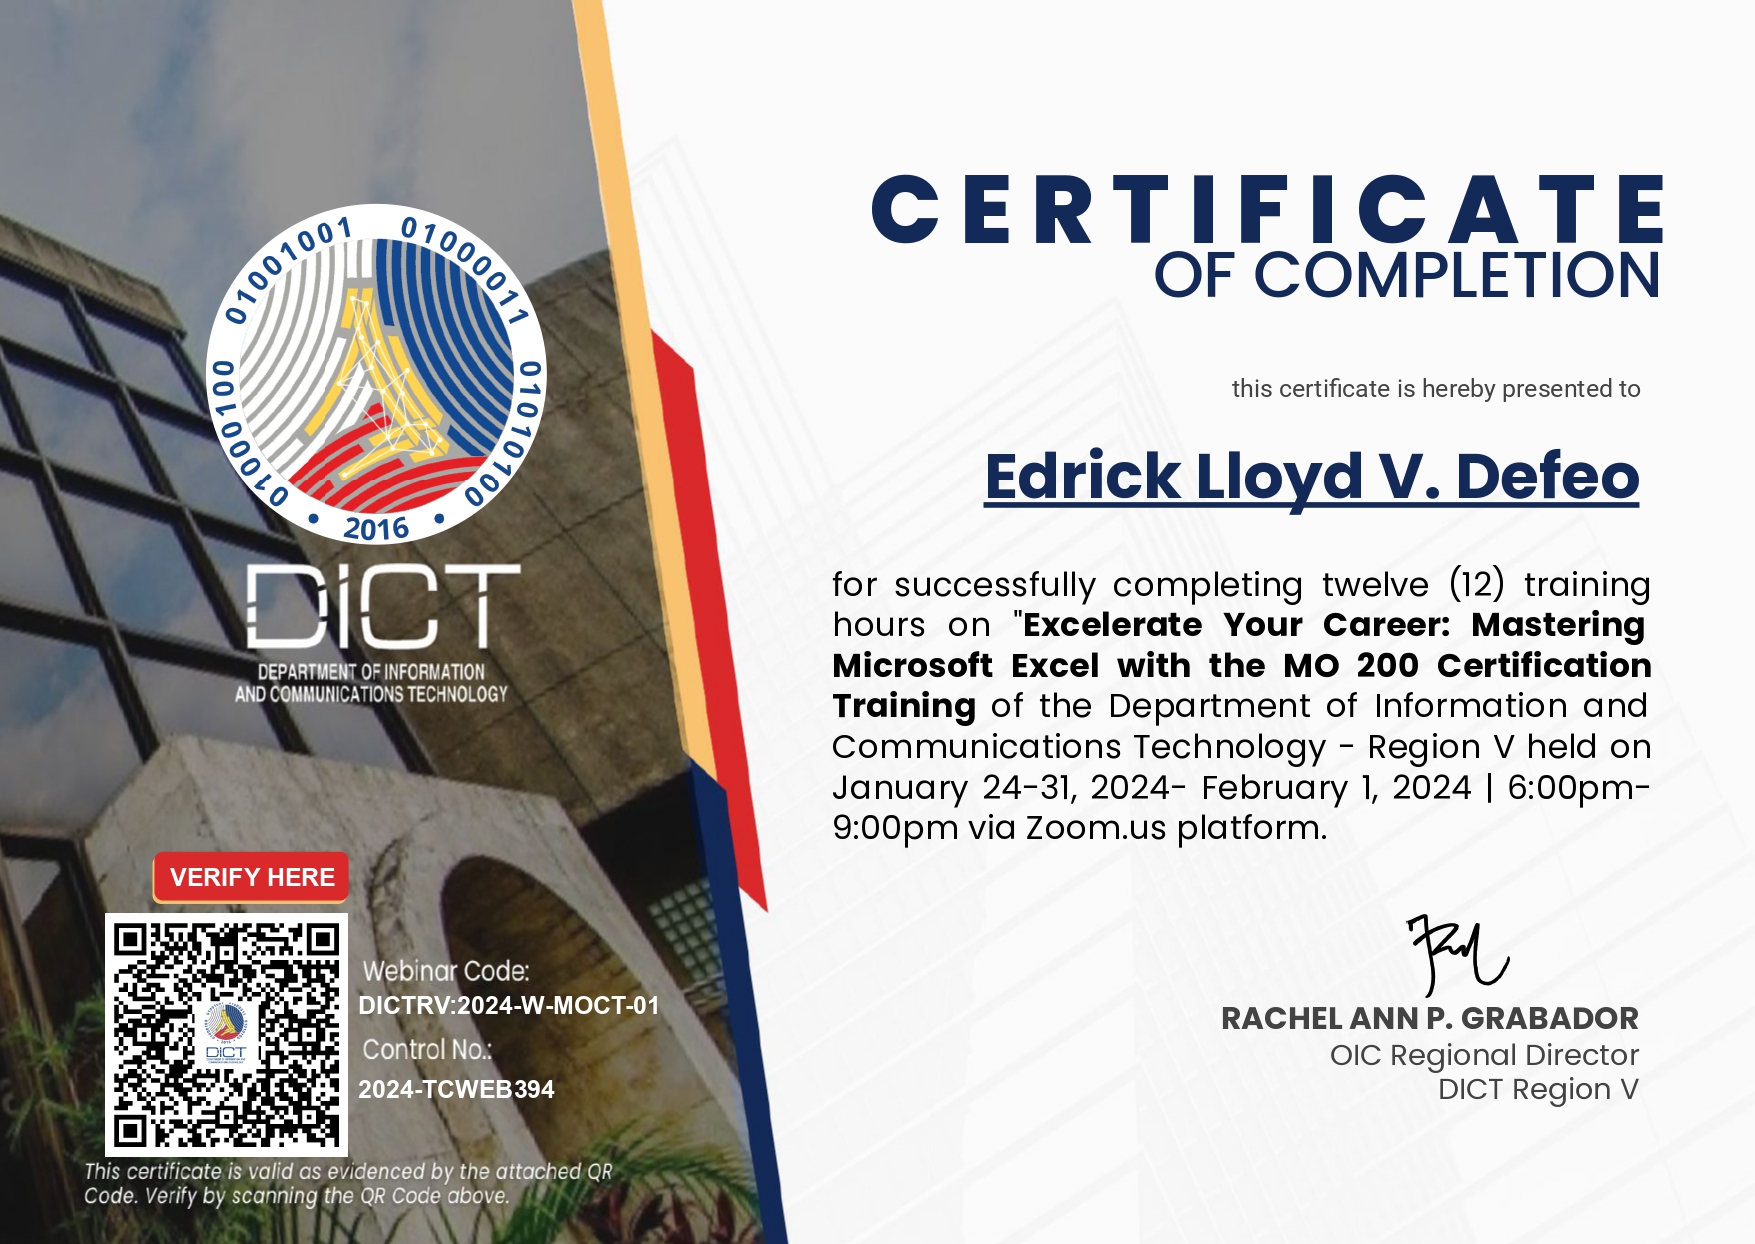 01001001 01000011
01000100 01010100
• 2016 •
DICT
DEPARTMENT OF INFORMATION
AND COMMUNICATIONS TECHNOLOGY
CERTIFICATE
OF COMPLETION
this certificate is hereby presented to
Edrick Lloyd V. Defeo
for successfully completing twelve (12) training
hours on "Excelerate Your Career: Mastering
Microsoft Excel with the MO 200 Certification
Training of the Department of Information and
Communications Technology - Region V held on
January 24-31, 2024- February 1, 2024 | 6:00pm-
9:00pm via Zoom.us platform.
RACHEL ANN P. GRABADOR
OIC Regional Director
DICT Region V
VERIFY HERE
DICT
Webinar Code:
DICTRV:2024-W-MOCT-01
Control No.:
2024-TCWEB394
This certificate is valid as evidenced by the attached QR
Code. Verify by scanning the QR Code above.